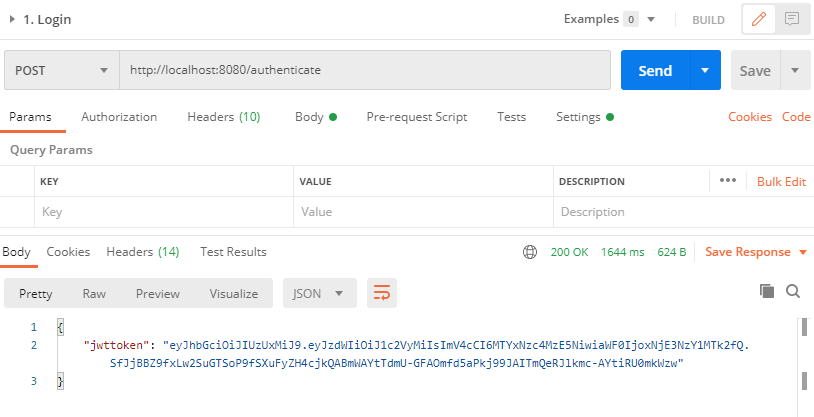 1. Login Examples 0 BUILD
POST http://localhost:8080/authenticate Send Save
Params Authorization Headers (10) Body Pre-request Script Tests Settings Cookies Code
Query Params
KEY VALUE DESCRIPTION ••• Bulk Edit
Key Value Description
Body Cookies Headers (14) Test Results 200 OK 1644 ms 624 B Save Response
Pretty Raw Preview Visualize JSON
1 {
2 "jwttoken": "eyJhbGciOiJIUzUxMiJ9.eyJzdWIiOiJ1c2VyMiIsImV4cCI6MTYxNzc4MzE5NiwiaWF0IjoxNjE3NzY1MTk2fQ.
SfJjBBZ9fxLw2SuGTSoP9fSXuFyZH4cjkQABmWAYtTdmU-GFAOmfd5aPkj99JAITmQeRJlkmc-AYtiRU0mkWzw"
3 }